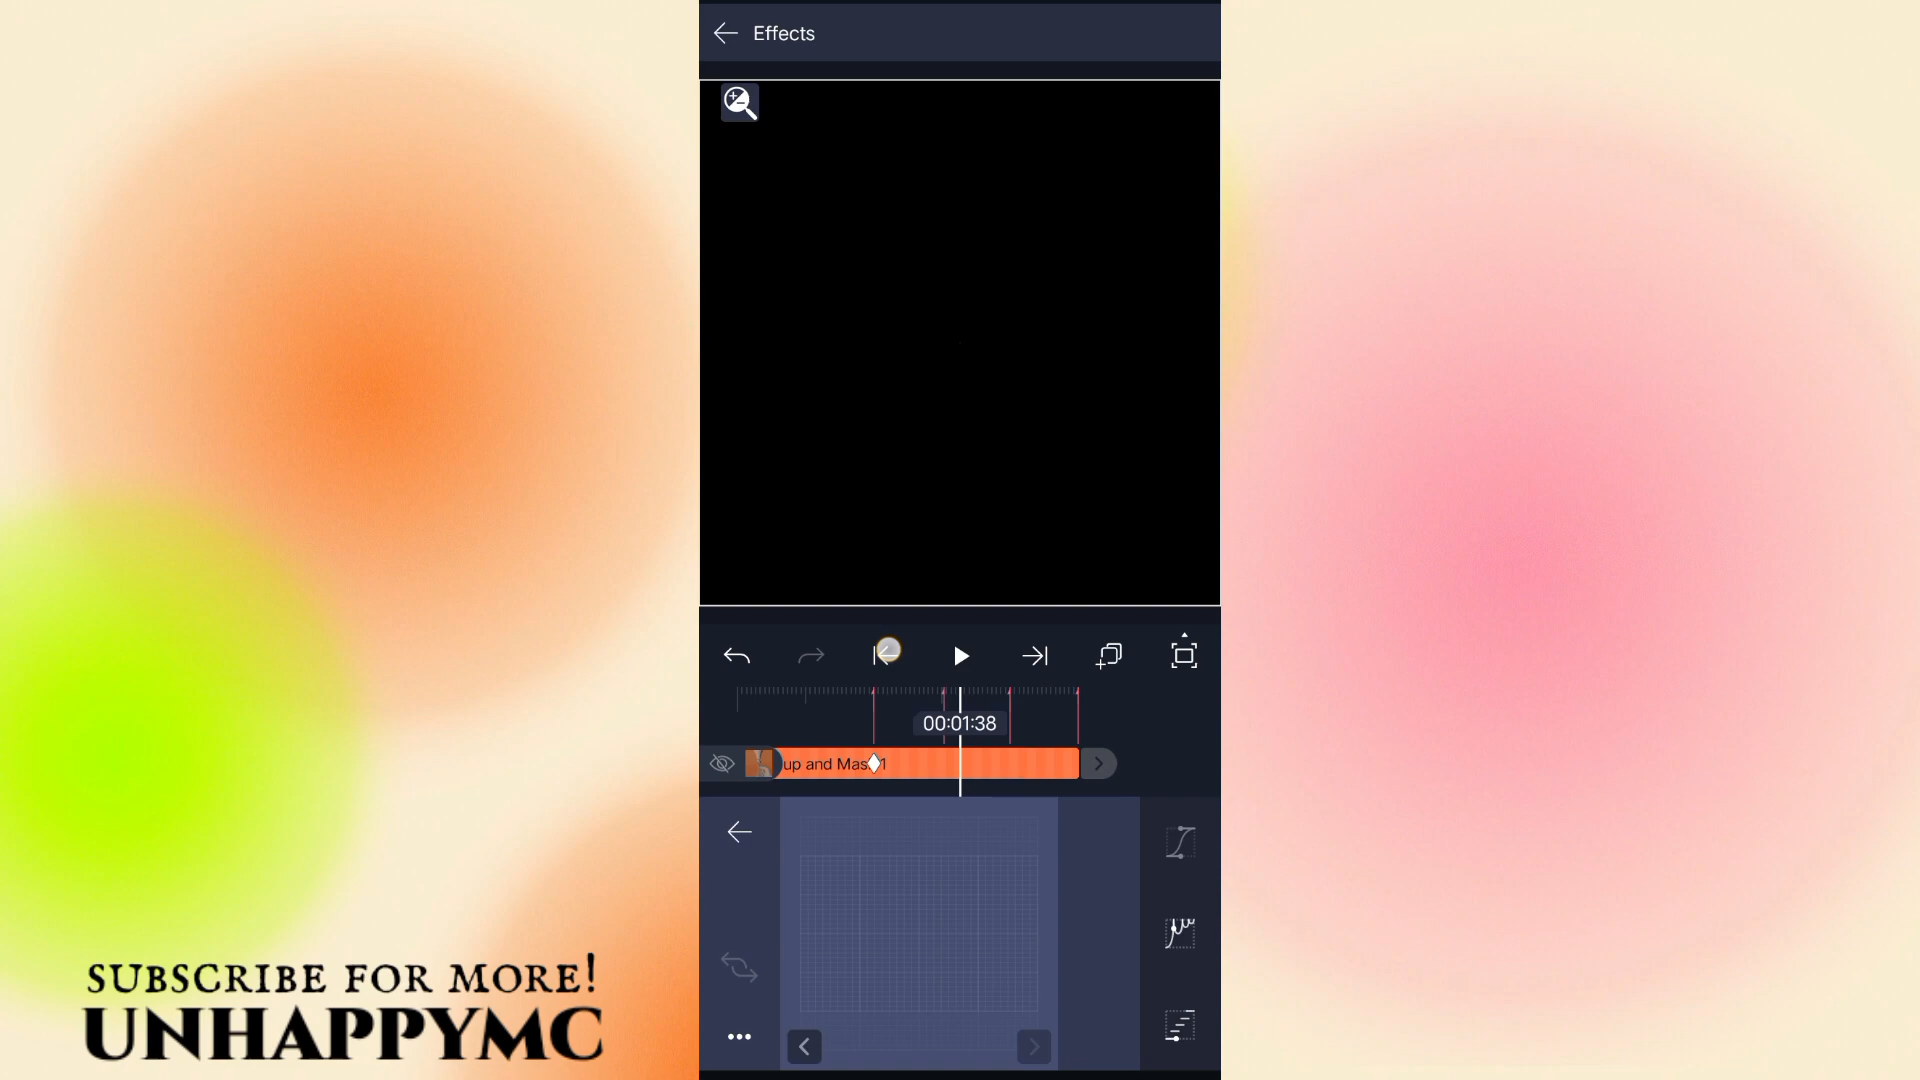 Effects
00:01:38
up and Mas 1
SUBSCRIBE FOR MORE!
UNHAPPYMC